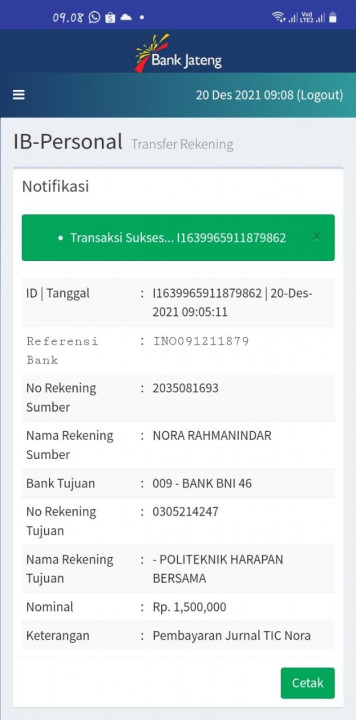 09.08
VoD LTE2
Bank Jateng
20 Des 2021 09:08 (Logout)
IB-Personal Transfer Rekening
Notifikasi
• Transaksi Sukses... I1639965911879862 ×
ID | Tanggal : I1639965911879862 | 20-Des-
2021 09:05:11
Referensi : INO091211879
Bank
No Rekening : 2035081693
Sumber
Nama Rekening : NORA RAHMANINDAR
Sumber
Bank Tujuan : 009 - BANK BNI 46
No Rekening : 0305214247
Tujuan
Nama Rekening : - POLITEKNIK HARAPAN
Tujuan BERSAMA
Nominal : Rp. 1,500,000
Keterangan : Pembayaran Jurnal TIC Nora
Cetak